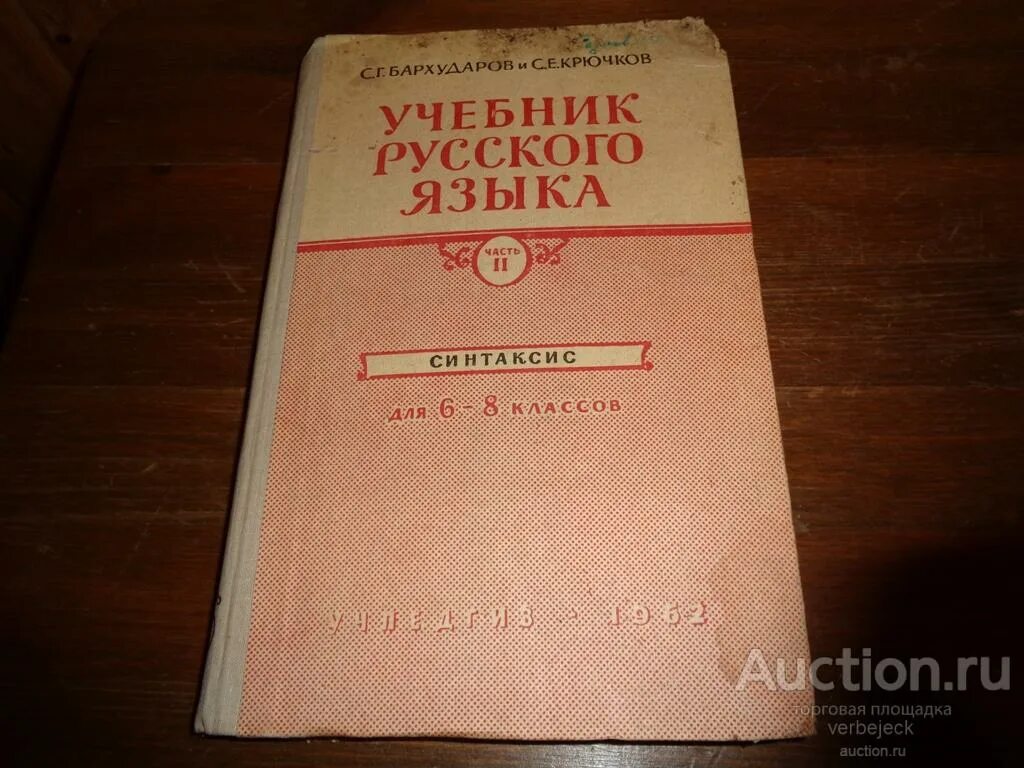 С.Г. БАРХУДАРОВ и С.Е. КРЮЧКОВ
УЧЕБНИК
РУССКОГО
ЯЗЫКА
ЧАСТЬ
II
СИНТАКСИС
ДЛЯ 6-8 КЛАССОВ
УЧПЕДГИЗ - 1962
Auction.ru
торговая площадка
verbejeck
auction.ru